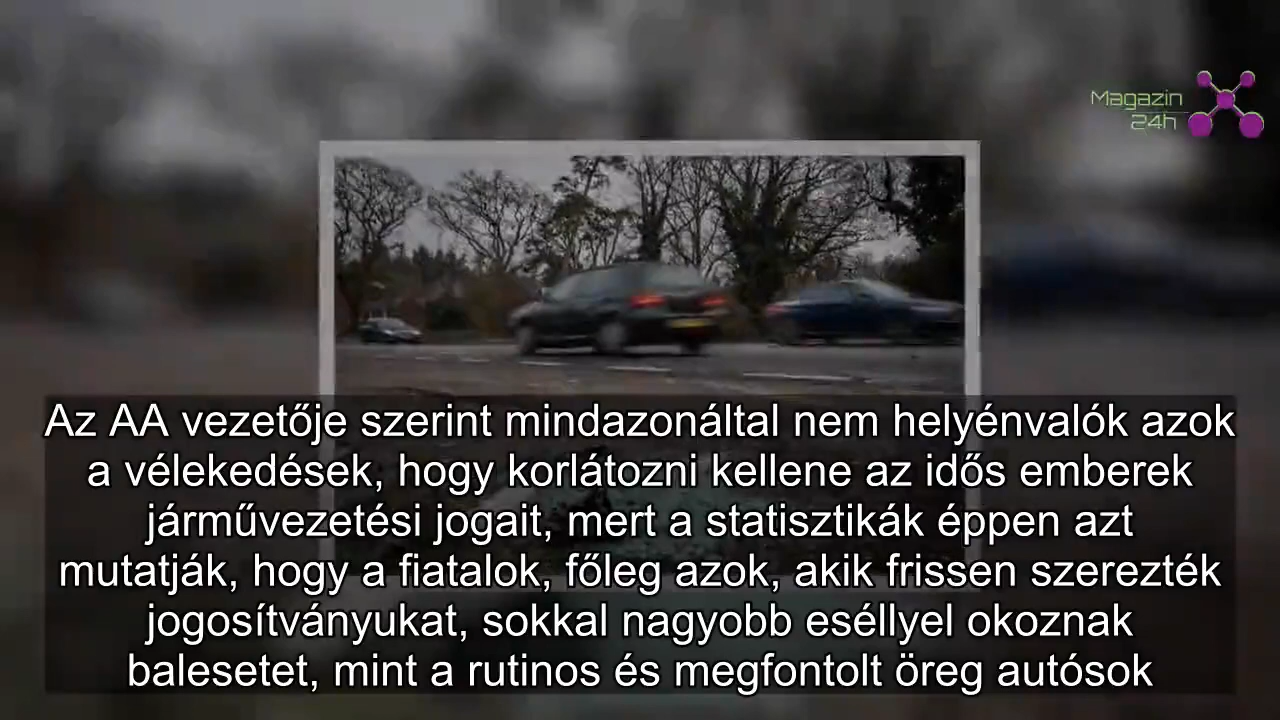 Magazin
24h
Az AA vezetője szerint mindazonáltal nem helyénvalók azok
a vélekedések, hogy korlátozni kellene az idős emberek
járművezetési jogait, mert a statisztikák éppen azt
mutatják, hogy a fiatalok, főleg azok, akik frissen szerezték
jogosítványukat, sokkal nagyobb eséllyel okoznak
balesetet, mint a rutinos és megfontolt öreg autósok